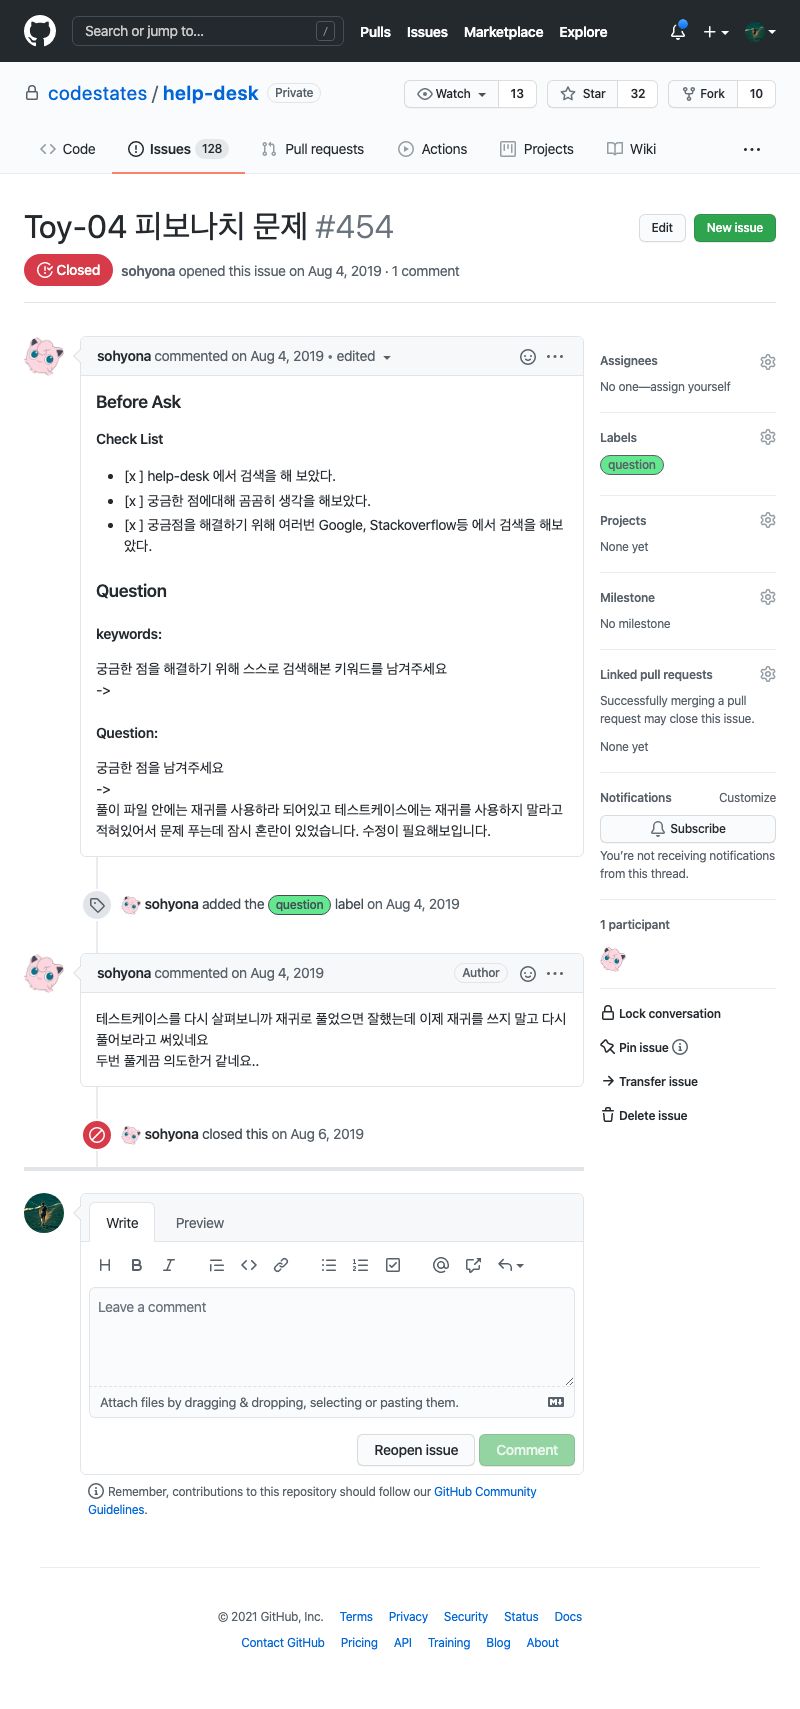 Search or jump to... /
Pulls Issues Marketplace Explore
codestates / help-desk Private
Watch 13 Star 32 Fork 10
Code Issues 128 Pull requests Actions Projects Wiki
Toy-04 피보나치 문제 #454
Edit New issue
Closed sohyona opened this issue on Aug 4, 2019 · 1 comment
sohyona commented on Aug 4, 2019 • edited
Before Ask
Check List
[x ] help-desk 에서 검색을 해 보았다.
[x ] 궁금한 점에대해 곰곰히 생각을 해보았다.
[x ] 궁금점을 해결하기 위해 여러번 Google, Stackoverflow등 에서 검색을 해보
았다.
Question
keywords:
궁금한 점을 해결하기 위해 스스로 검색해본 키워드를 남겨주세요
->
Question:
궁금한 점을 남겨주세요
->
풀이 파일 안에는 재귀를 사용하라 되어있고 테스트케이스에는 재귀를 사용하지 말라고
적혀있어서 문제 푸는데 잠시 혼란이 있었습니다. 수정이 필요해보입니다.
sohyona added the question label on Aug 4, 2019
sohyona commented on Aug 4, 2019 Author
테스트케이스를 다시 살펴보니까 재귀로 풀었으면 잘했는데 이제 재귀를 쓰지 말고 다시
풀어보라고 써있네요
두번 풀게끔 의도한거 같네요..
sohyona closed this on Aug 6, 2019
Assignees
No one—assign yourself
Labels
question
Projects
None yet
Milestone
No milestone
Linked pull requests
Successfully merging a pull
request may close this issue.
None yet
Notifications Customize
Subscribe
You're not receiving notifications
from this thread.
1 participant
Lock conversation
Pin issue
Transfer issue
Delete issue
Write Preview
Leave a comment
Attach files by dragging & dropping, selecting or pasting them.
Reopen issue Comment
Remember, contributions to this repository should follow our GitHub Community
Guidelines.
© 2021 GitHub, Inc. Terms Privacy Security Status Docs
Contact GitHub Pricing API Training Blog About